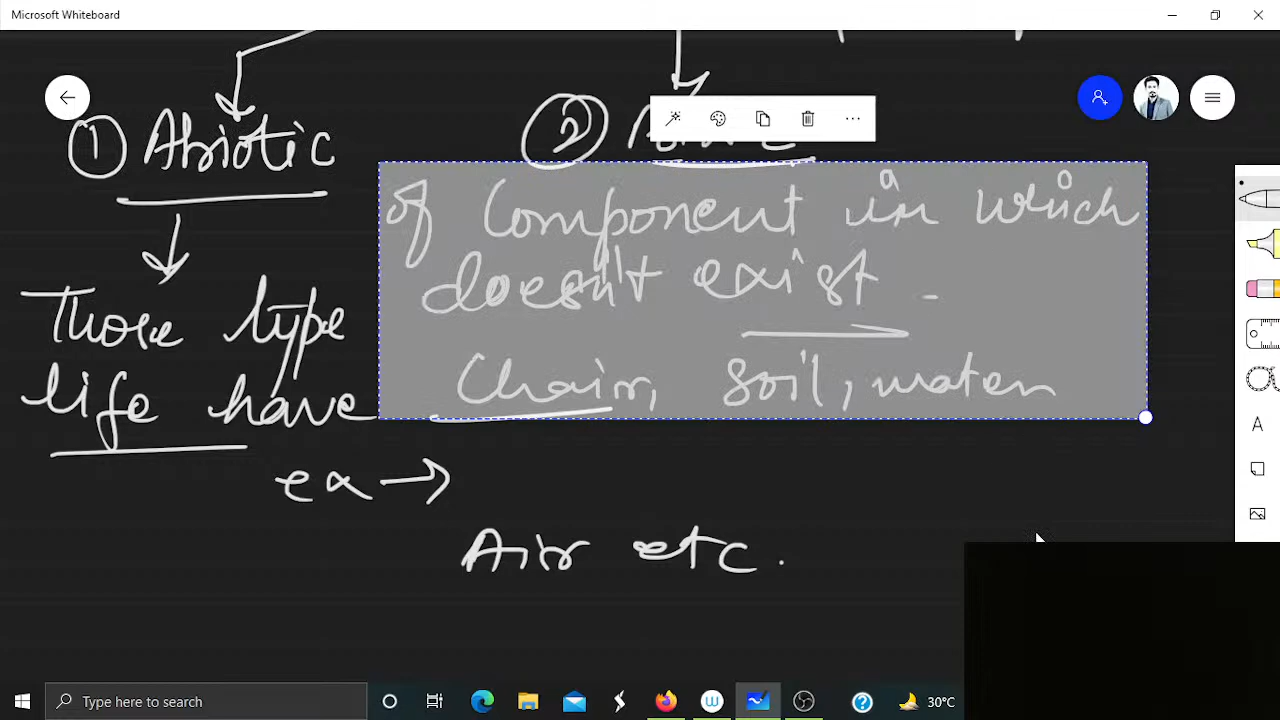 Microsoft Whiteboard
① Abiotic
②
of component in which
doesn't exist.
Chair, soil, water
Those type
life have
ex →
Air etc.
A
Type here to search
30°C